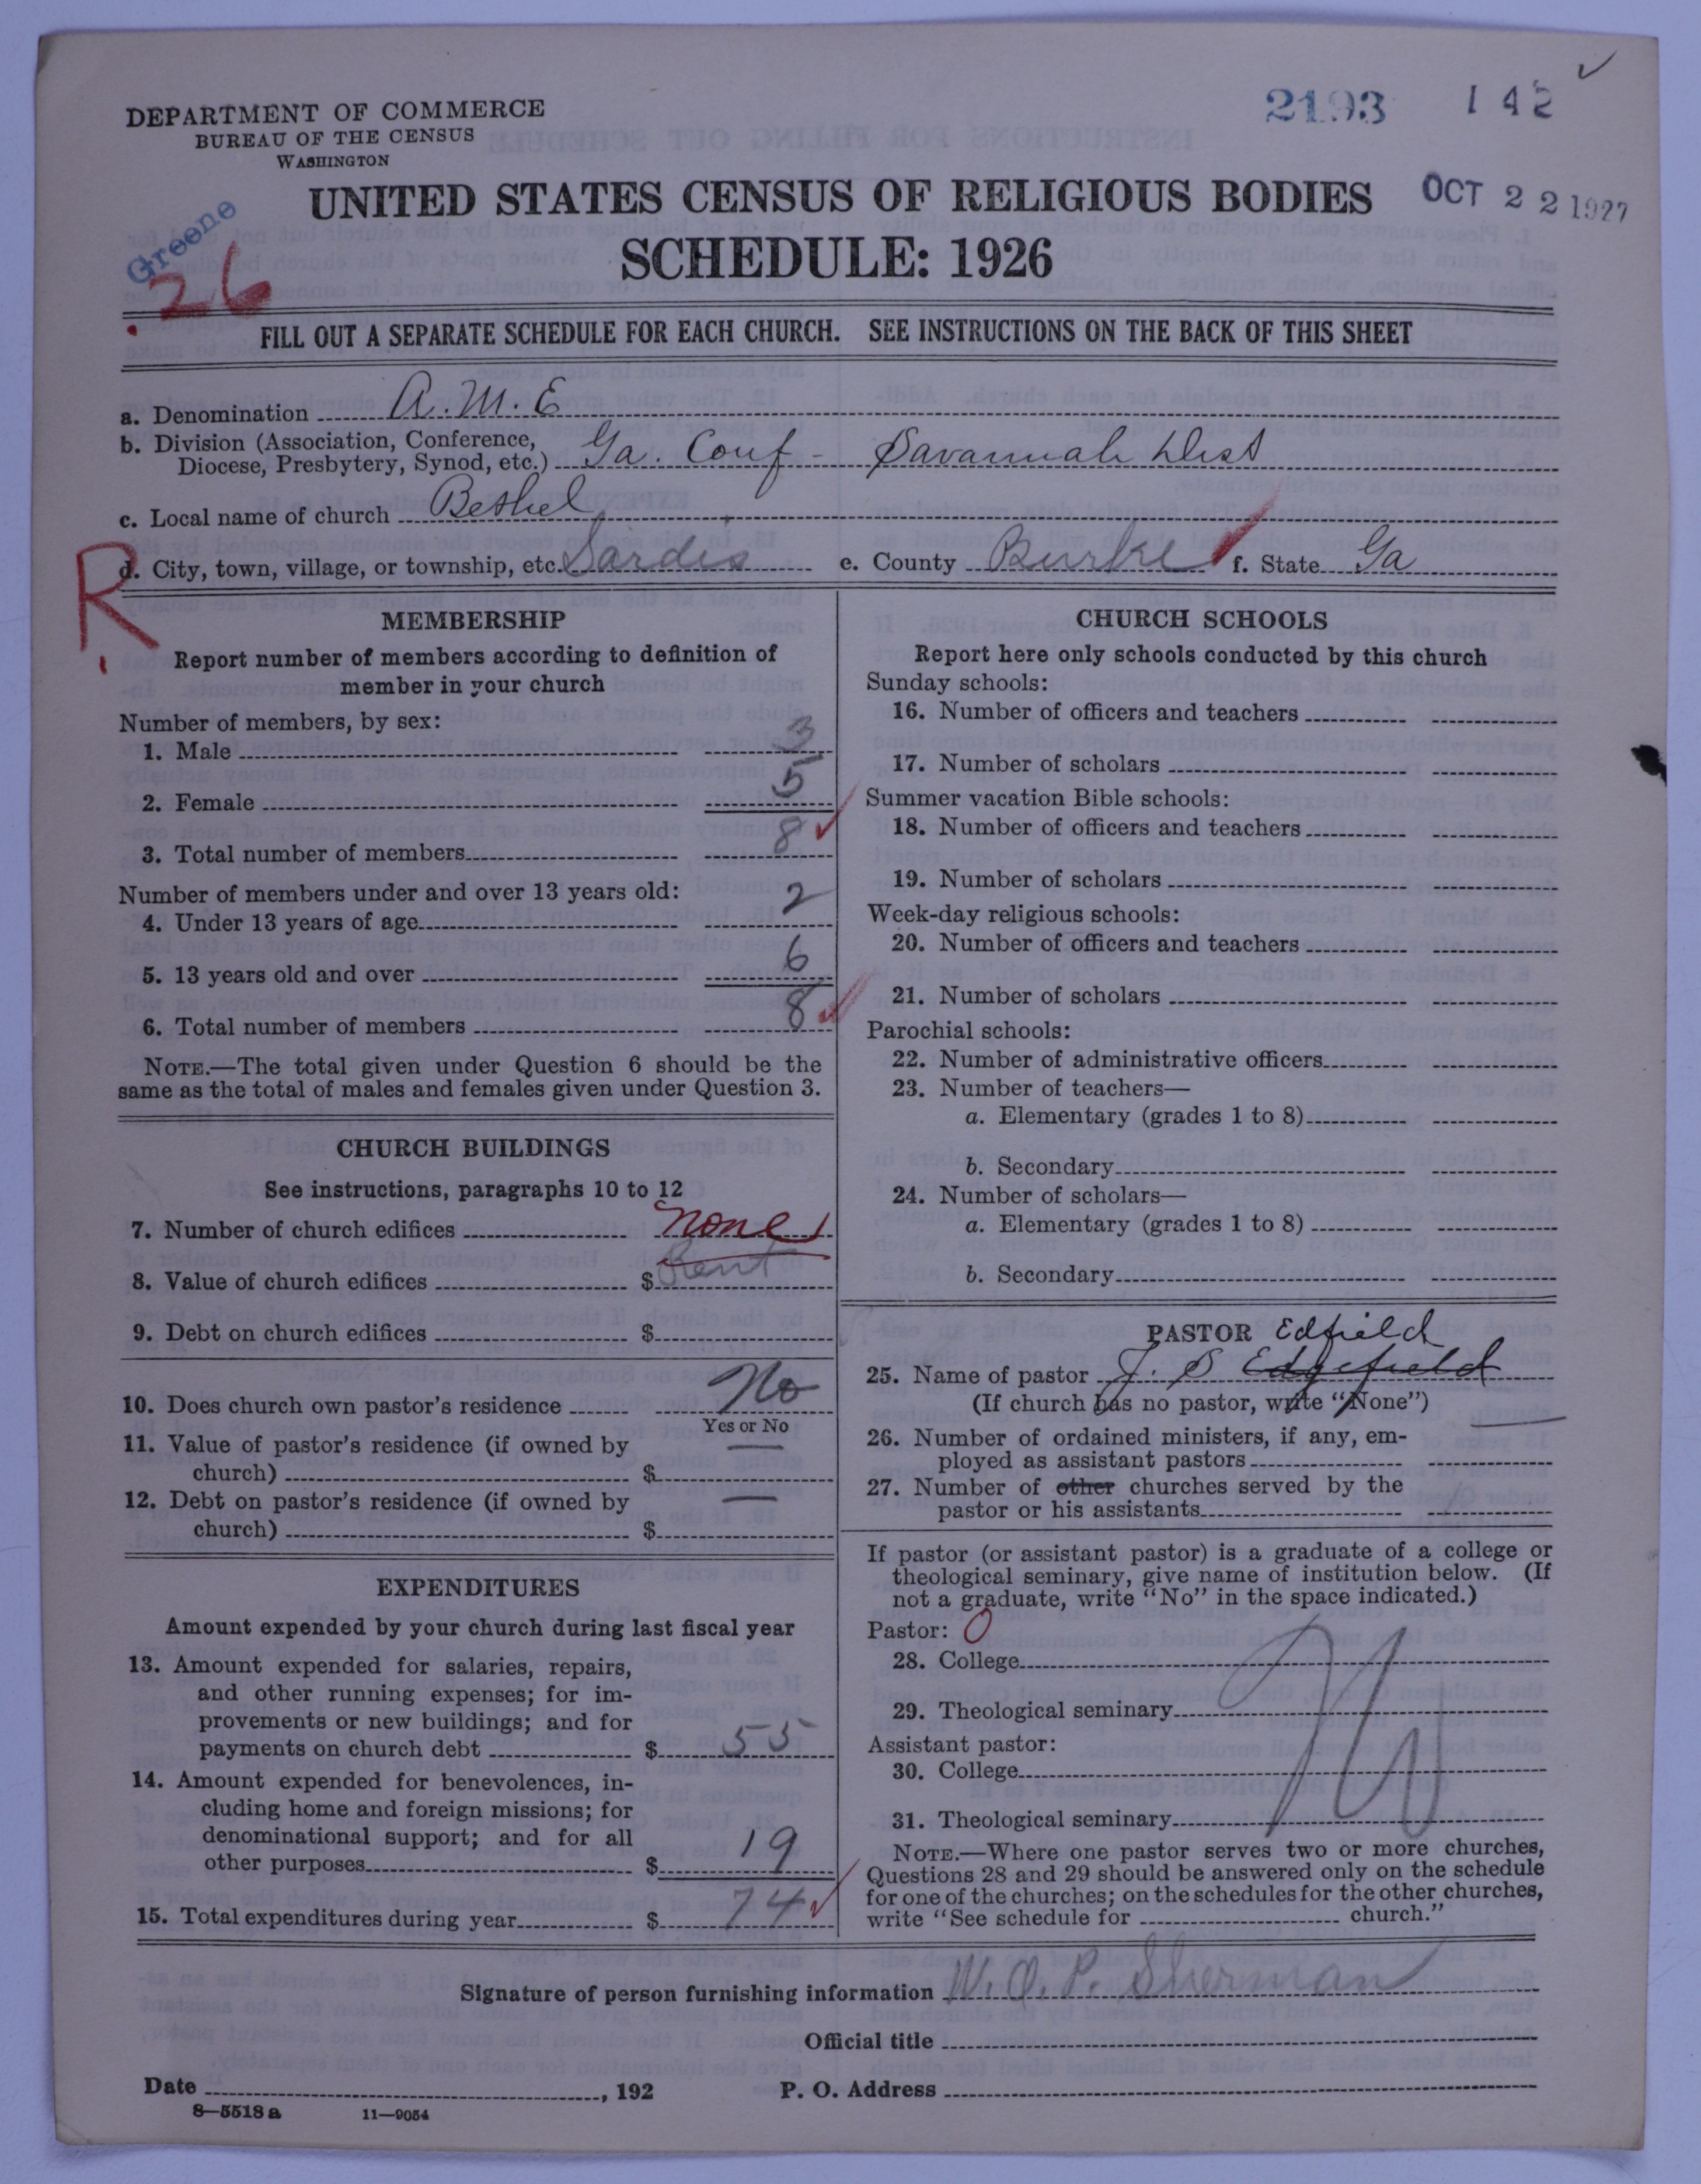 DEPARTMENT OF COMMERCE
BUREAU OF THE CENSUS
WASHINGTON
2193 142
UNITED STATES CENSUS OF RELIGIOUS BODIES
OCT 22 1927
SCHEDULE: 1926
Greene
26
FILL OUT A SEPARATE SCHEDULE FOR EACH CHURCH. SEE INSTRUCTIONS ON THE BACK OF THIS SHEET
a. Denomination A.M.E
b. Division (Association, Conference,
Diocese, Presbytery, Synod, etc.) Ga. Conf - Savannah Dist
c. Local name of church Bethel
R
d. City, town, village, or township, etc. Sardis e. County Burke f. State Ga
MEMBERSHIP
Report number of members according to definition of
member in your church
Number of members, by sex:
1. Male 3
2. Female 5
3. Total number of members 8
Number of members under and over 13 years old:
4. Under 13 years of age 2
5. 13 years old and over 6
6. Total number of members 8
NOTE.—The total given under Question 6 should be the
same as the total of males and females given under Question 3.
CHURCH BUILDINGS
See instructions, paragraphs 10 to 12
7. Number of church edifices none
8. Value of church edifices $ Rent
9. Debt on church edifices $
10. Does church own pastor's residence No
Yes or No
11. Value of pastor's residence (if owned by
church) $ —
12. Debt on pastor's residence (if owned by
church) $ —
EXPENDITURES
Amount expended by your church during last fiscal year
13. Amount expended for salaries, repairs,
and other running expenses; for im-
provements or new buildings; and for
payments on church debt $ 55
14. Amount expended for benevolences, in-
cluding home and foreign missions; for
denominational support; and for all
other purposes $ 19
15. Total expenditures during year $ 74
CHURCH SCHOOLS
Report here only schools conducted by this church
Sunday schools:
16. Number of officers and teachers
17. Number of scholars
Summer vacation Bible schools:
18. Number of officers and teachers
19. Number of scholars
Week-day religious schools:
20. Number of officers and teachers
21. Number of scholars
Parochial schools:
22. Number of administrative officers
23. Number of teachers—
a. Elementary (grades 1 to 8)
b. Secondary
24. Number of scholars—
a. Elementary (grades 1 to 8)
b. Secondary
PASTOR Edfield
25. Name of pastor J. S Edgefield
(If church has no pastor, write "None")
26. Number of ordained ministers, if any, em-
ployed as assistant pastors
27. Number of other churches served by the
pastor or his assistants
If pastor (or assistant pastor) is a graduate of a college or
theological seminary, give name of institution below. (If
not a graduate, write "No" in the space indicated.)
Pastor: O
28. College
29. Theological seminary
Assistant pastor:
30. College
31. Theological seminary
NOTE.—Where one pastor serves two or more churches,
Questions 28 and 29 should be answered only on the schedule
for one of the churches; on the schedules for the other churches,
write "See schedule for church."
Signature of person furnishing information W. O. P. Sherman
Official title
Date , 192 P. O. Address
8—5518 a 11—9054